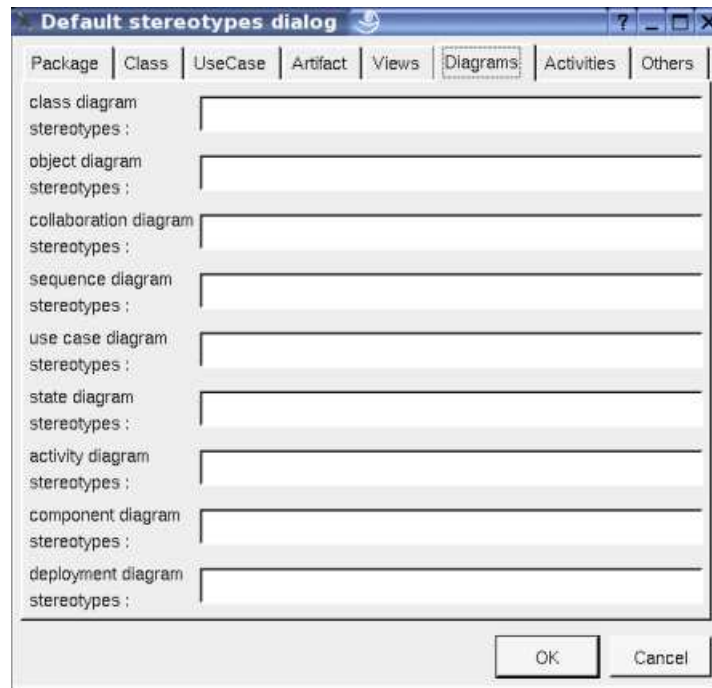 Default stereotypes dialog
Package Class UseCase Artifact Views Diagrams Activities Others
class diagram
stereotypes :
object diagram
stereotypes :
collaboration diagram
stereotypes :
sequence diagram
stereotypes :
use case diagram
stereotypes :
state diagram
stereotypes :
activity diagram
stereotypes :
component diagram
stereotypes :
deployment diagram
stereotypes :
OK Cancel